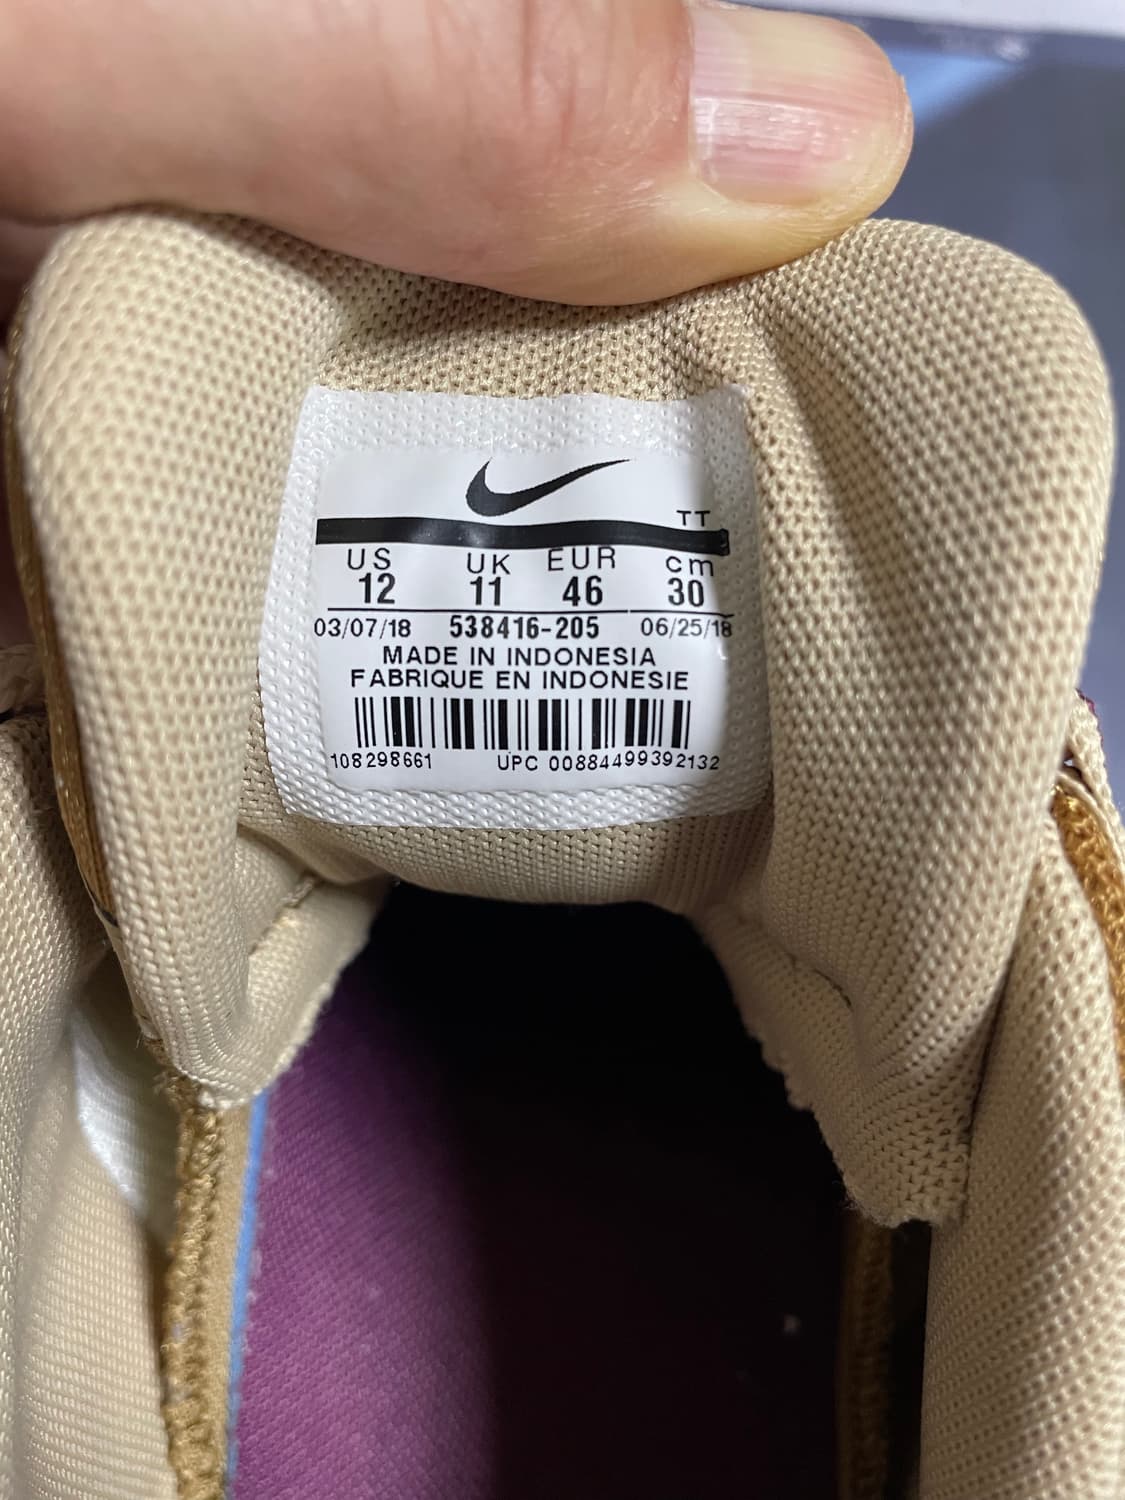 TT
US UK EUR cm
12 11 46 30
03/07/18 538416-205 06/25/18
MADE IN INDONESIA
FABRIQUE EN INDONESIE
108298661 UPC 00884499392132